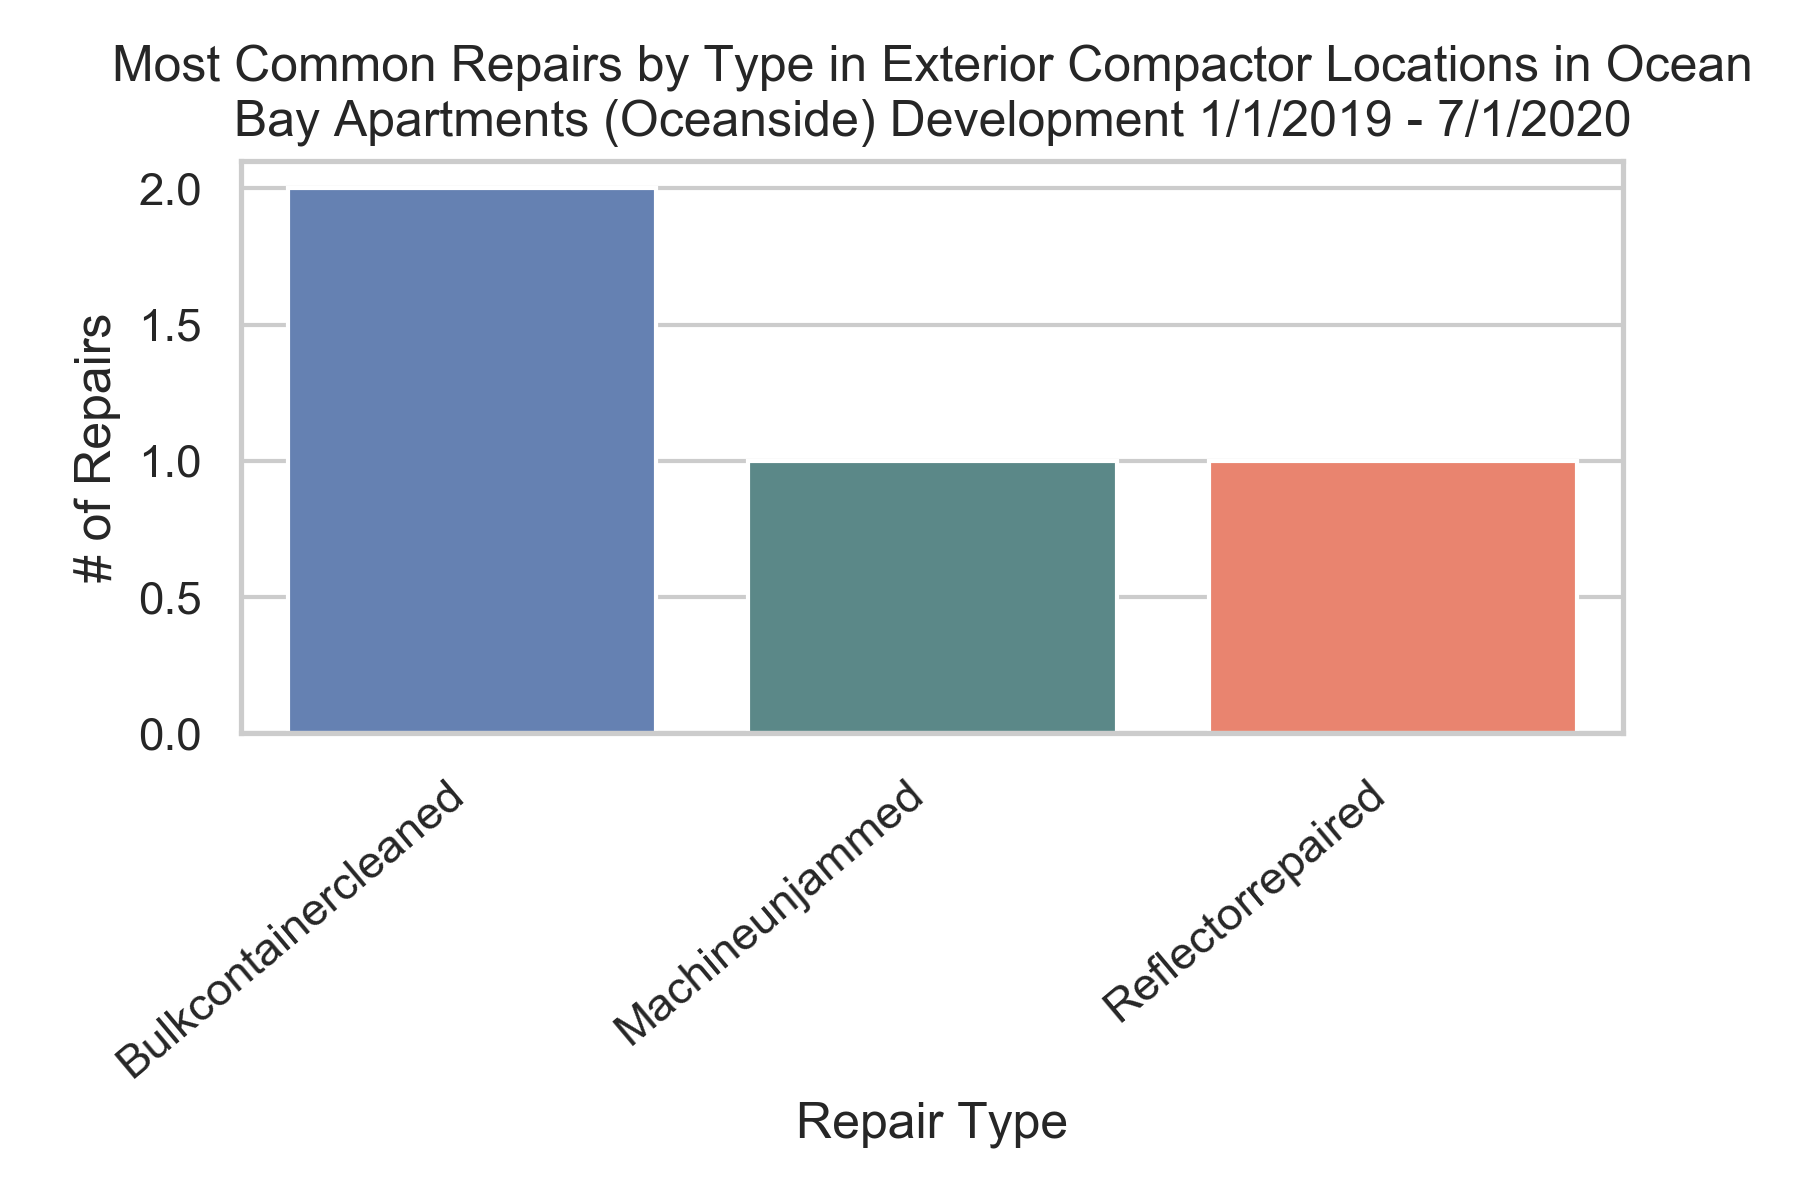 Most Common Repairs by Type in Exterior Compactor Locations in Ocean
Bay Apartments (Oceanside) Development 1/1/2019 - 7/1/2020
2.0
1.5
1.0
0.5
0.0
# of Repairs
Bulkcontainercleaned
Machineunjammed
Reflectorrepaired
Repair Type